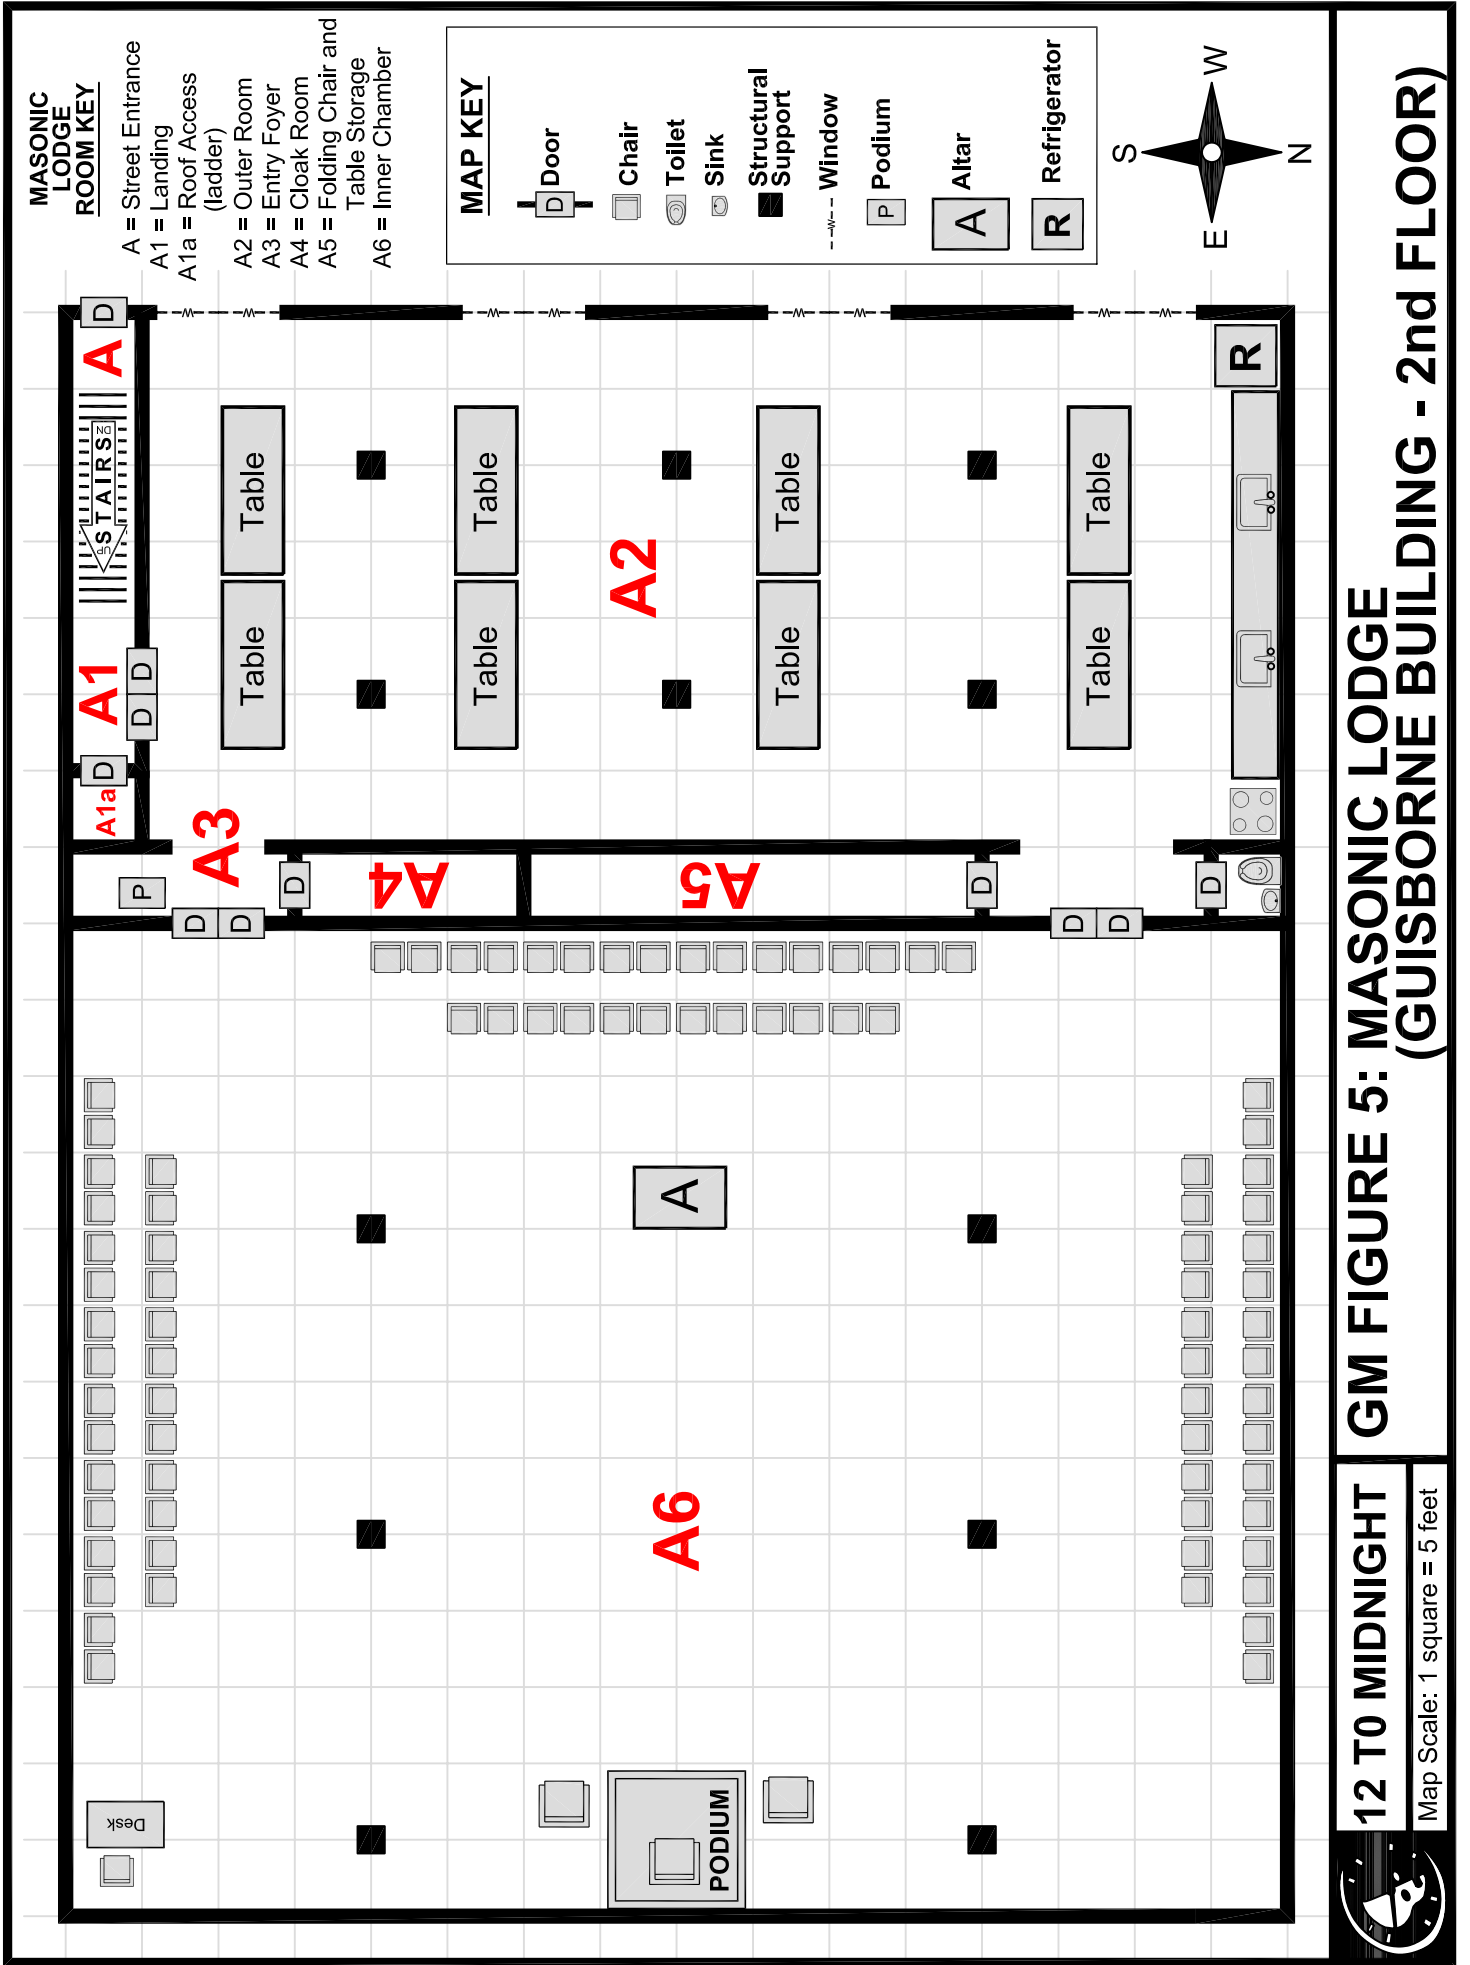 MASONIC
LODGE
ROOM KEY
A = Street Entrance
A1 = Landing
A1a = Roof Access
(ladder)
A2 = Outer Room
A3 = Entry Foyer
A4 = Cloak Room
A5 = Folding Chair and
Table Storage
A6 = Inner Chamber
MAP KEY
D Door
Chair
Toilet
Sink
Structural
Support
W Window
P Podium
A Altar
R Refrigerator
S
E W
N
D
A
UP STAIRS DN
A1
D D
D
A1a
A3
P
D D
D
A4
A5
D
D D
D
Table Table
Table Table
Table Table
Table Table
A2
R
A
A6
Desk
PODIUM
GM FIGURE 5: MASONIC LODGE
(GUISBORNE BUILDING - 2nd FLOOR)
12 T0 MIDNIGHT
Map Scale: 1 square = 5 feet